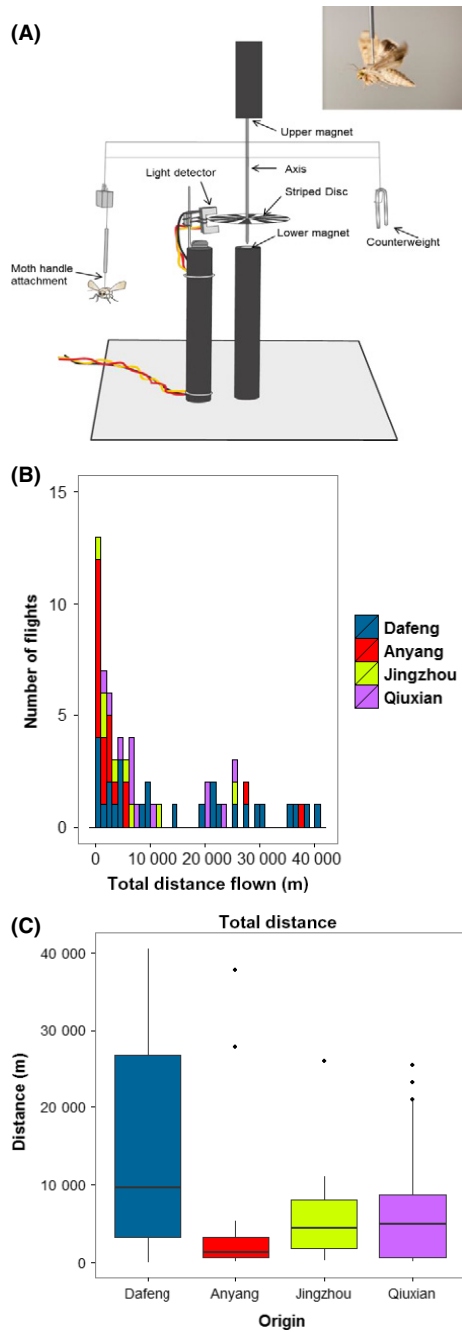 (A)
Upper magnet
Light detector
Axis
Striped Disc
Lower magnet
Counterweight
Moth handle
attachment
(B)
15
10
5
0
Number of flights
0
10 000
20 000
30 000
40 000
Total distance flown (m)
Dafeng
Anyang
Jingzhou
Qiuxian
(C)
Total distance
40 000
30 000
20 000
10 000
0
Distance (m)
Dafeng
Anyang
Jingzhou
Qiuxian
Origin